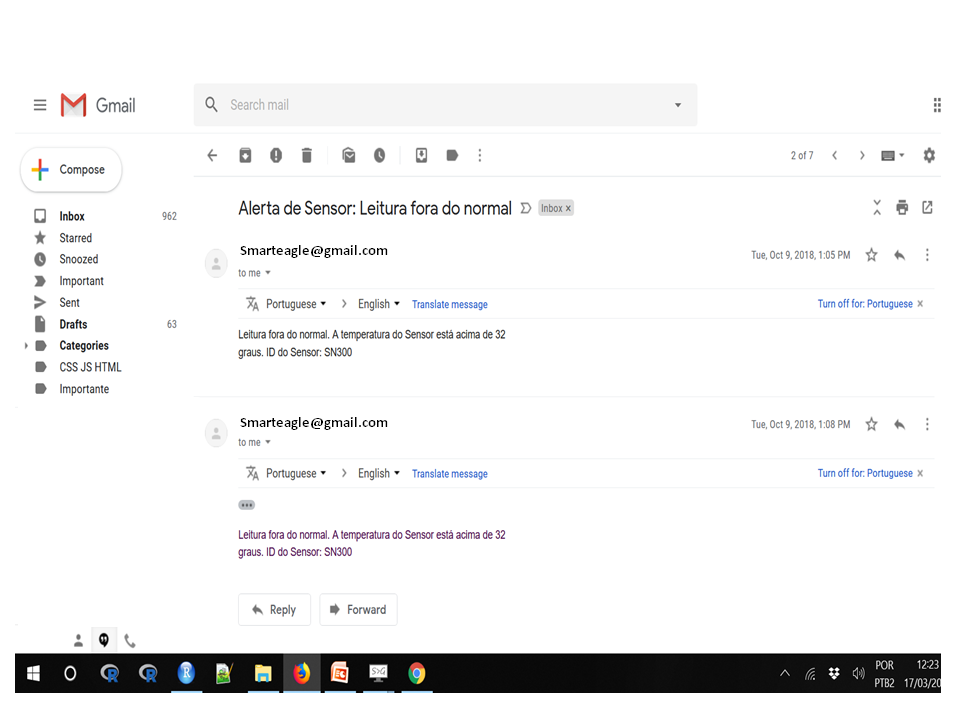 Gmail
Search mail
Compose
2 of 7
Inbox 962
Starred
Snoozed
Important
Sent
Drafts 63
Categories
CSS JS HTML
Importante
Alerta de Sensor: Leitura fora do normal Inbox ×
Smarteagle@gmail.com Tue, Oct 9, 2018, 1:05 PM
to me
Portuguese > English Translate message Turn off for: Portuguese ×
Leitura fora do normal. A temperatura do Sensor está acima de 32
graus. ID do Sensor: SN300
Smarteagle@gmail.com Tue, Oct 9, 2018, 1:08 PM
to me
Portuguese > English Translate message Turn off for: Portuguese ×
Leitura fora do normal. A temperatura do Sensor está acima de 32
graus. ID do Sensor: SN300
Reply Forward
POR 12:23
PTB2 17/03/20